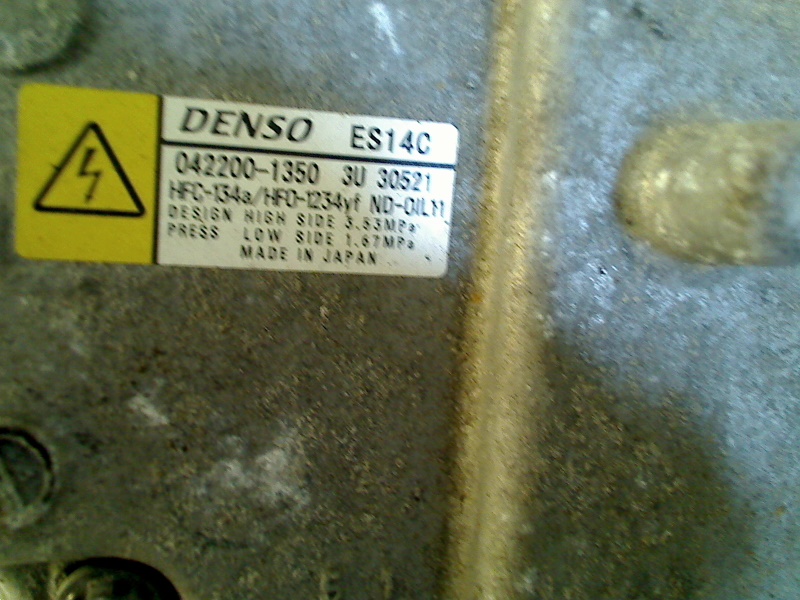 DENSO ES14C
042200-1350 3U 30521
HFC-134a/HFO-1234yf ND-OIL11
DESIGN HIGH SIDE 3.53MPa
PRESS LOW SIDE 1.67MPa
MADE IN JAPAN